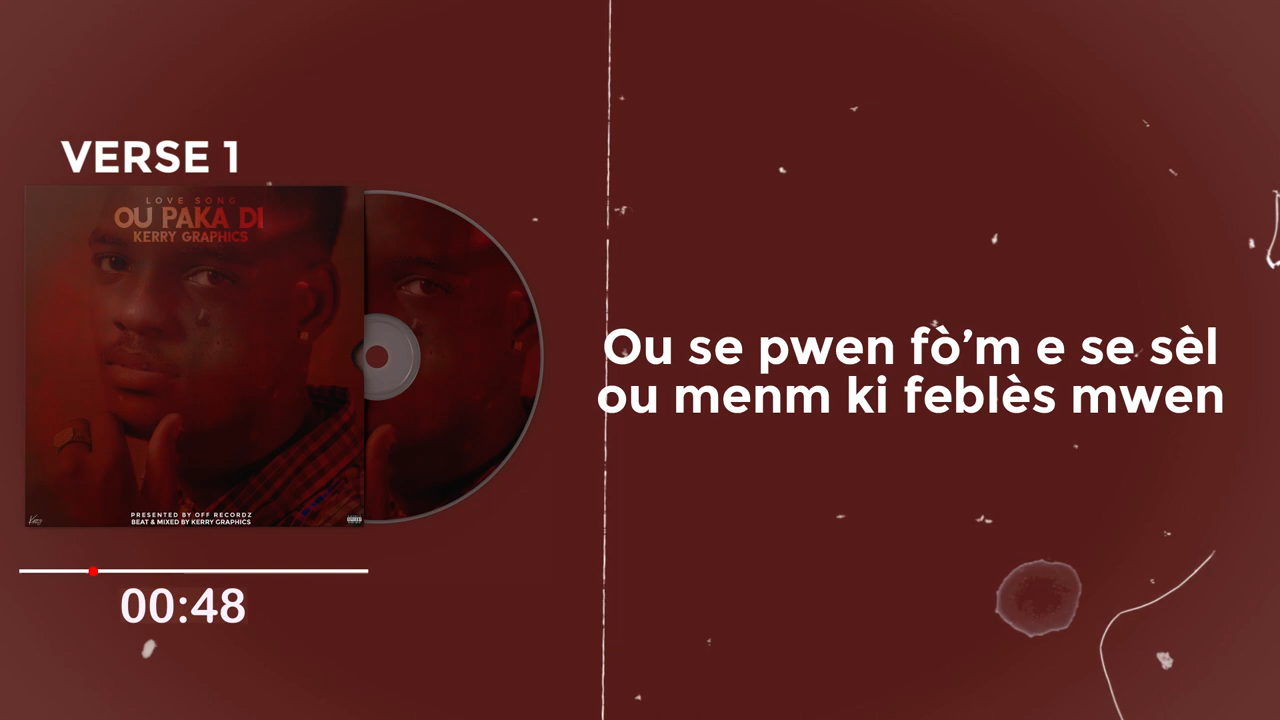 VERSE 1
LOVE SONG
OU PAKA DI
KERRY GRAPHICS
PRESENTED BY OFF RECORDZ
BEAT & MIXED BY KERRY GRAPHICS
00:48
Ou se pwen fò’m e se sèl
ou menm ki feblès mwen